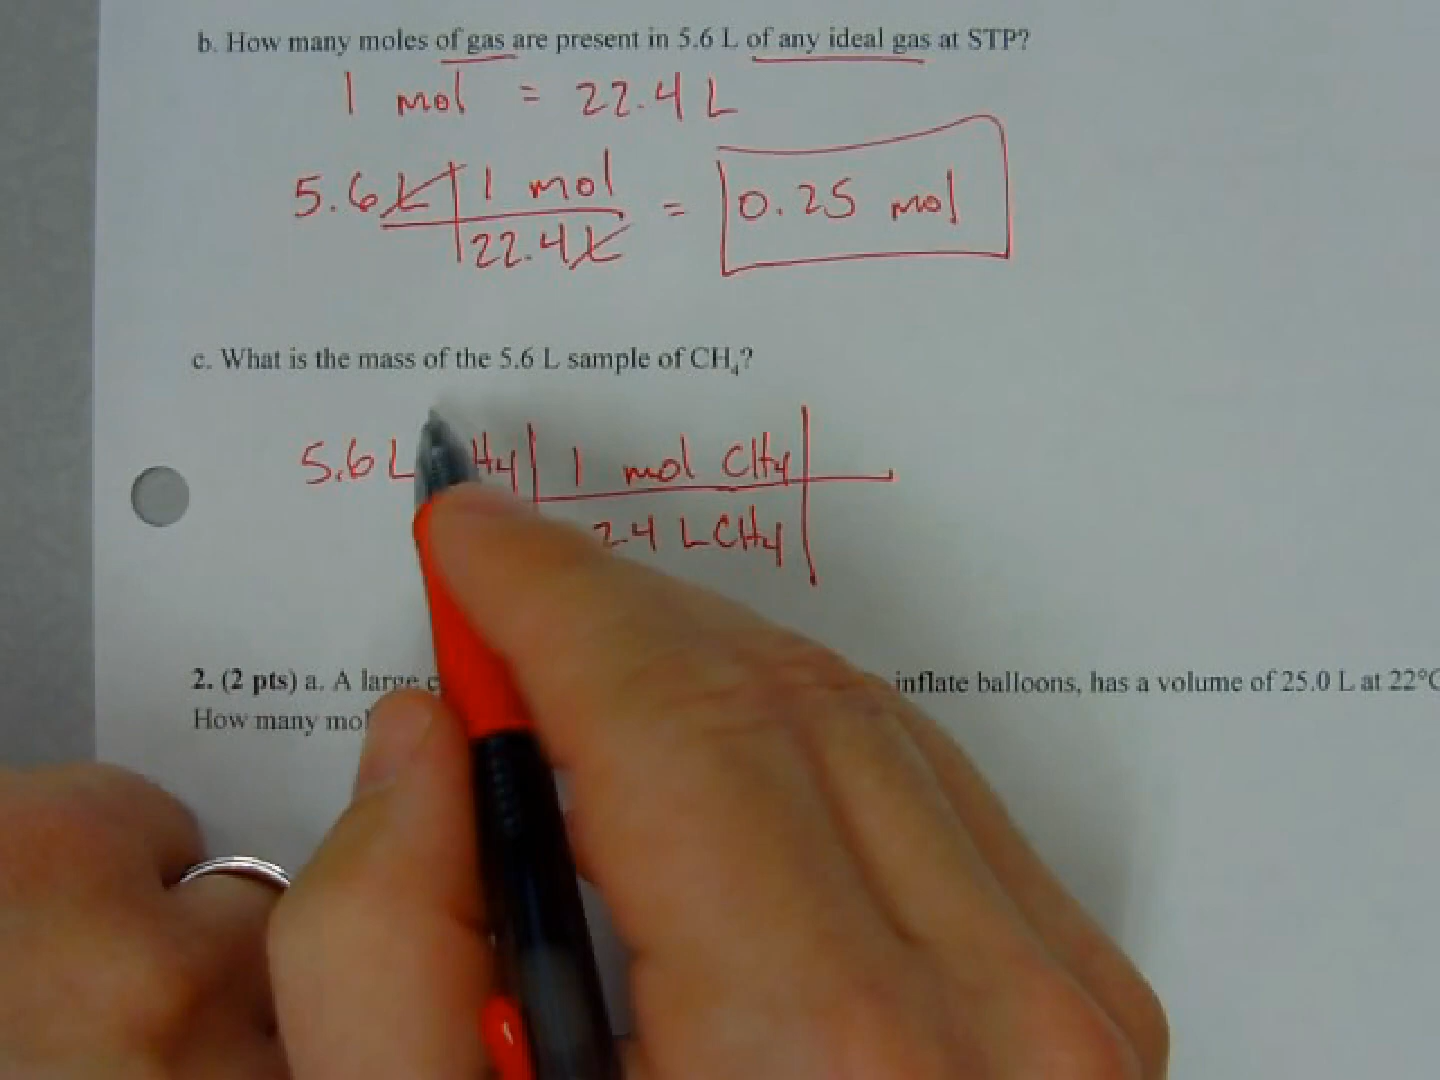 b. How many moles of gas are present in 5.6 L of any ideal gas at STP?
1 mol = 22.4 L
5.6 L | 1 mol = 0.25 mol
22.4 L
c. What is the mass of the 5.6 L sample of CH₄?
5.6 L H4 | 1 mol CH4
24 L CH4
2. (2 pts) a. A large inflate balloons, has a volume of 25.0 L at 22°C
How many